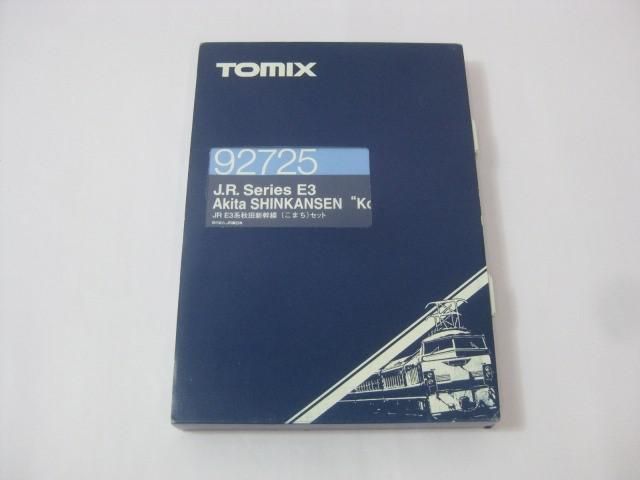 TOMIX
92725
J.R. Series E3
Akita SHINKANSEN "Ko
JR E3系秋田新幹線 (こまち)セット